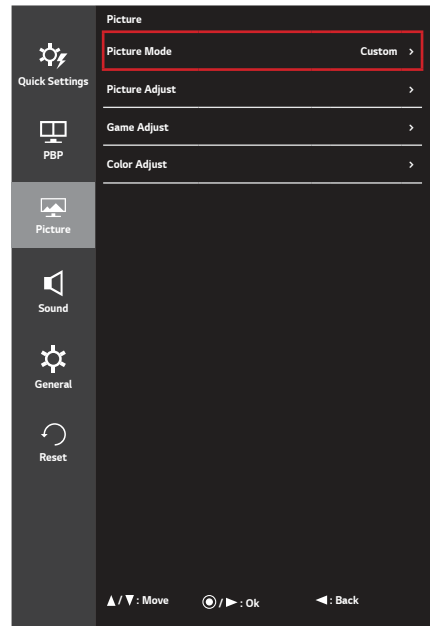 Picture
Picture Mode Custom >
Picture Adjust >
Game Adjust >
Color Adjust >
Quick Settings
PBP
Picture
Sound
General
Reset
▲/▼: Move ◉/►: Ok ◄: Back